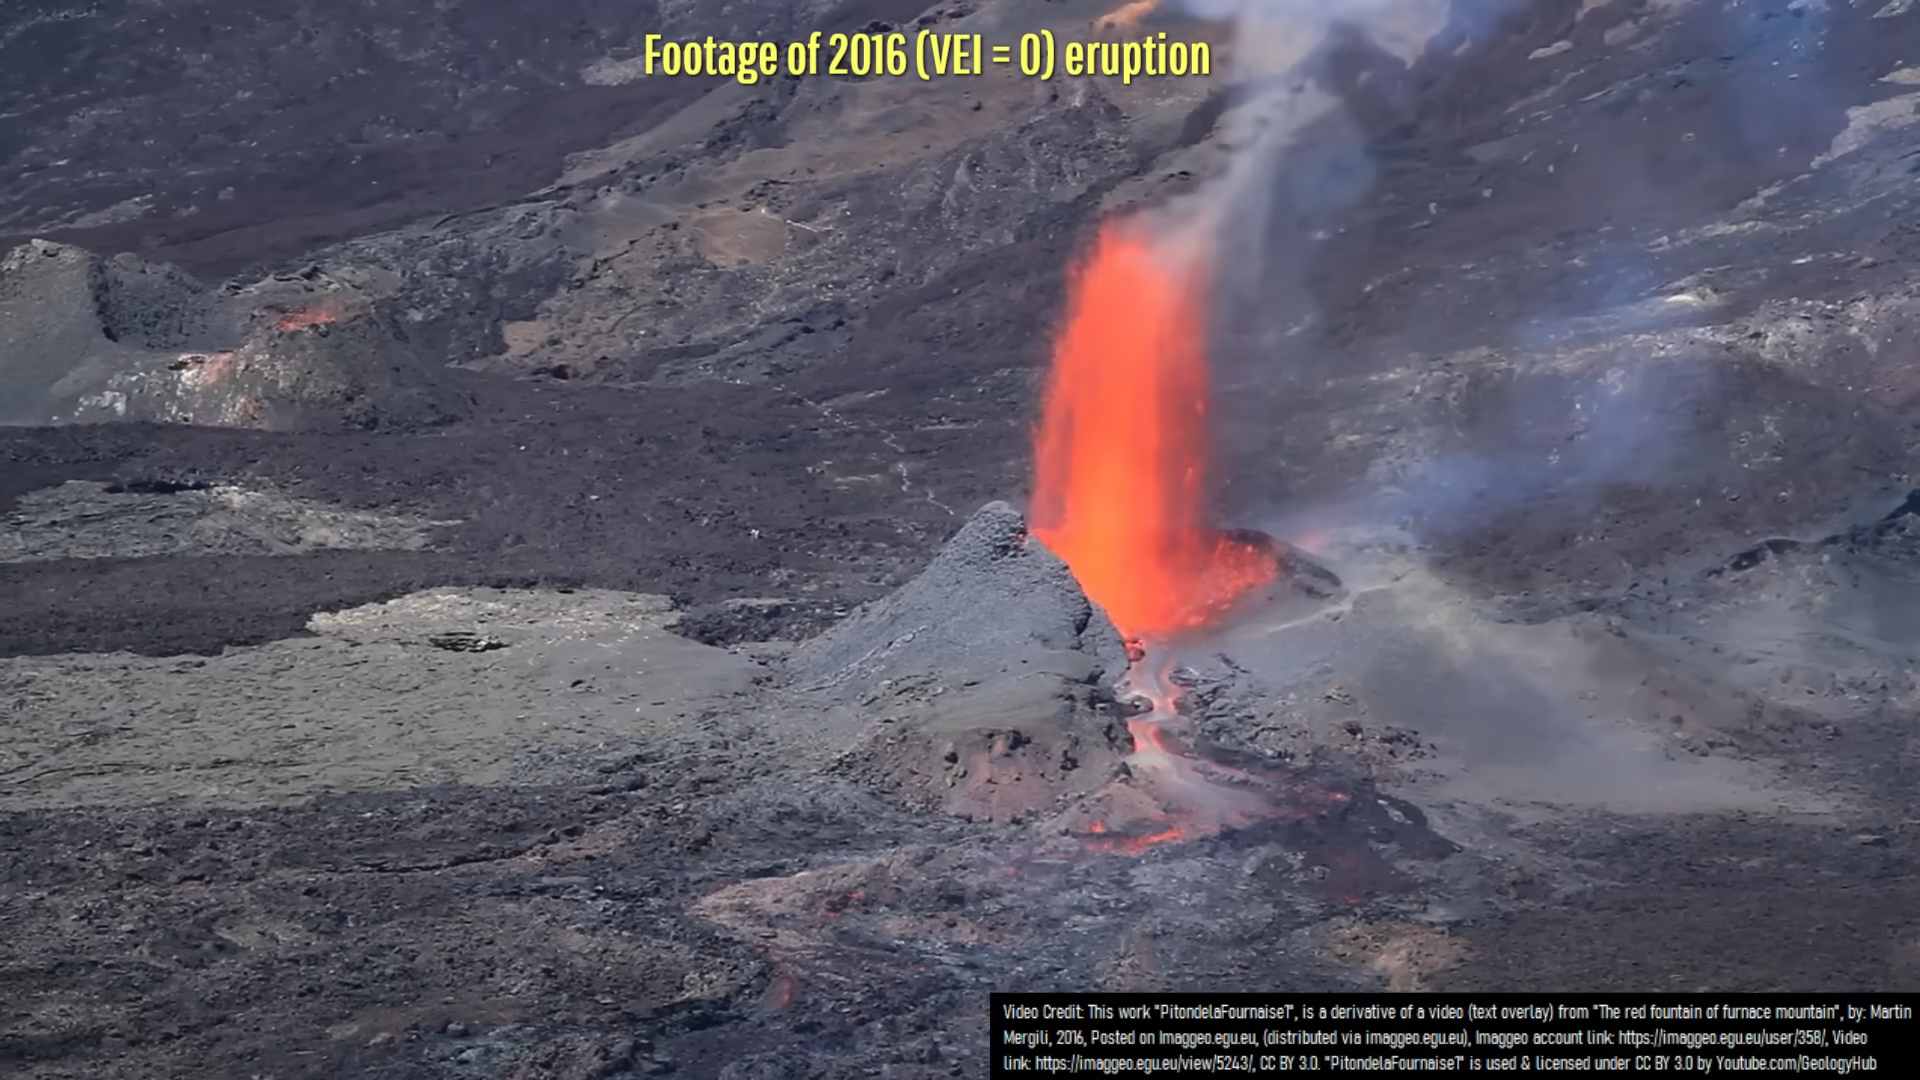 Footage of 2016 (VEI = 0) eruption
Video Credit: This work "PitondelaFournaise1", is a derivative of a video (text overlay) from "The red fountain of furnace mountain", by: Martin
Mergili, 2016, Posted on Imaggeo.egu.eu, (distributed via imaggeo.egu.eu), Imaggeo account link: https://imaggeo.egu.eu/user/358/, Video
link: https://imaggeo.egu.eu/view/5243/, CC BY 3.0. "PitondelaFournaise1" is used & licensed under CC BY 3.0 by Youtube.com/GeologyHub